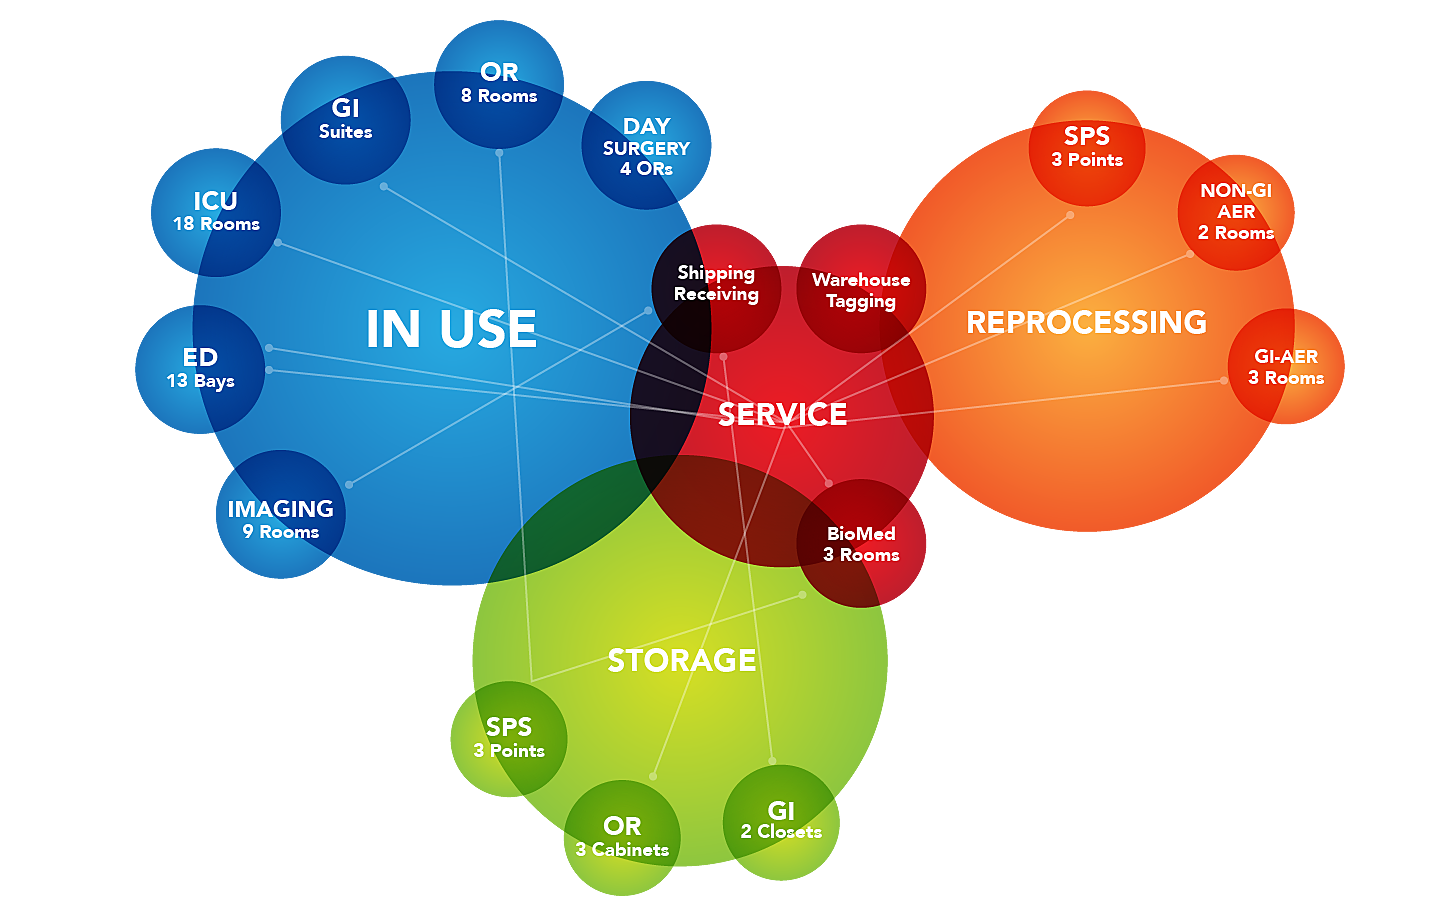 OR
8 Rooms
GI
Suites
DAY
SURGERY
4 ORs
ICU
18 Rooms
ED
13 Bays
IMAGING
9 Rooms
IN USE
Shipping
Receiving
Warehouse
Tagging
SERVICE
BioMed
3 Rooms
SPS
3 Points
NON-GI
AER
2 Rooms
REPROCESSING
GI-AER
3 Rooms
STORAGE
SPS
3 Points
OR
3 Cabinets
GI
2 Closets